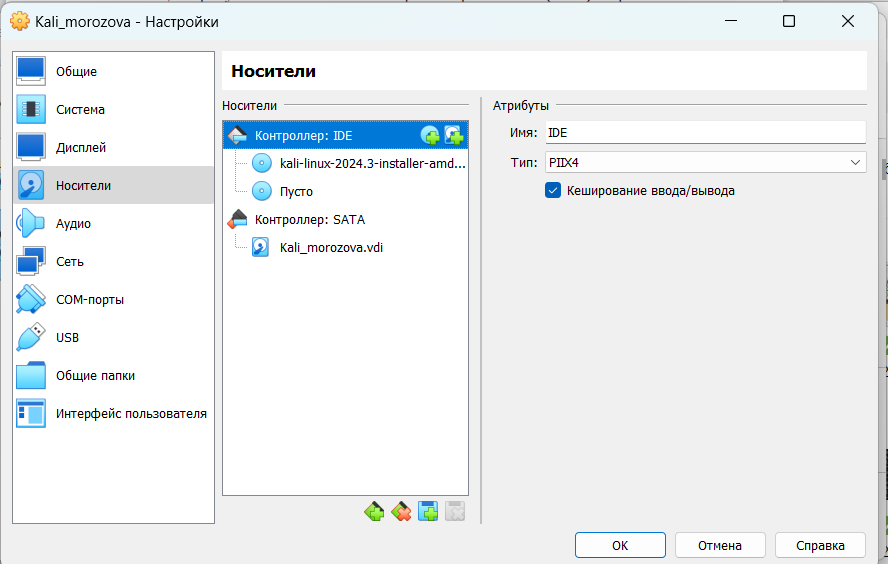 Kali_morozova - Настройки
Общие
Система
Дисплей
Носители
Аудио
Сеть
COM-порты
USB
Общие папки
Интерфейс пользователя
Носители
Носители
Контроллер: IDE
kali-linux-2024.3-installer-amd...
Пусто
Контроллер: SATA
Kali_morozova.vdi
Атрибуты
Имя: IDE
Тип: PIIX4
Кеширование ввода/вывода
OK Отмена Справка